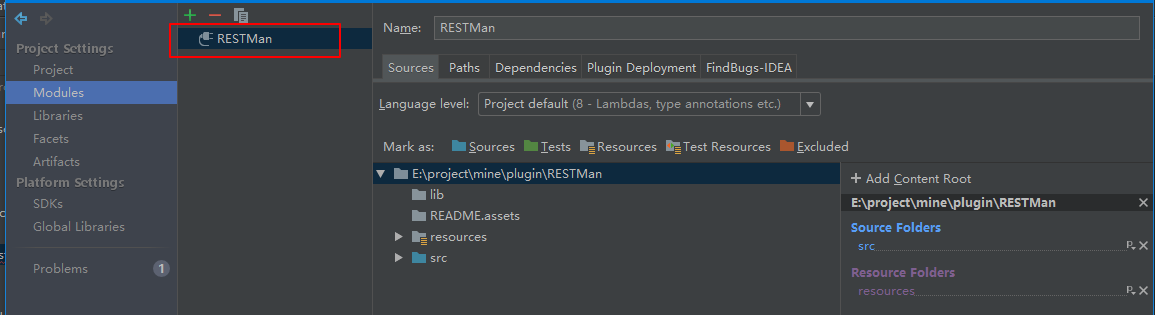 Project Settings
Project
Modules
Libraries
Facets
Artifacts
Platform Settings
SDKs
Global Libraries
Problems 1
RESTMan
Name: RESTMan
Sources Paths Dependencies Plugin Deployment FindBugs-IDEA
Language level: Project default (8 - Lambdas, type annotations etc.)
Mark as: Sources Tests Resources Test Resources Excluded
E:\project\mine\plugin\RESTMan
lib
README.assets
resources
src
+ Add Content Root
E:\project\mine\plugin\RESTMan
Source Folders
src
Resource Folders
resources